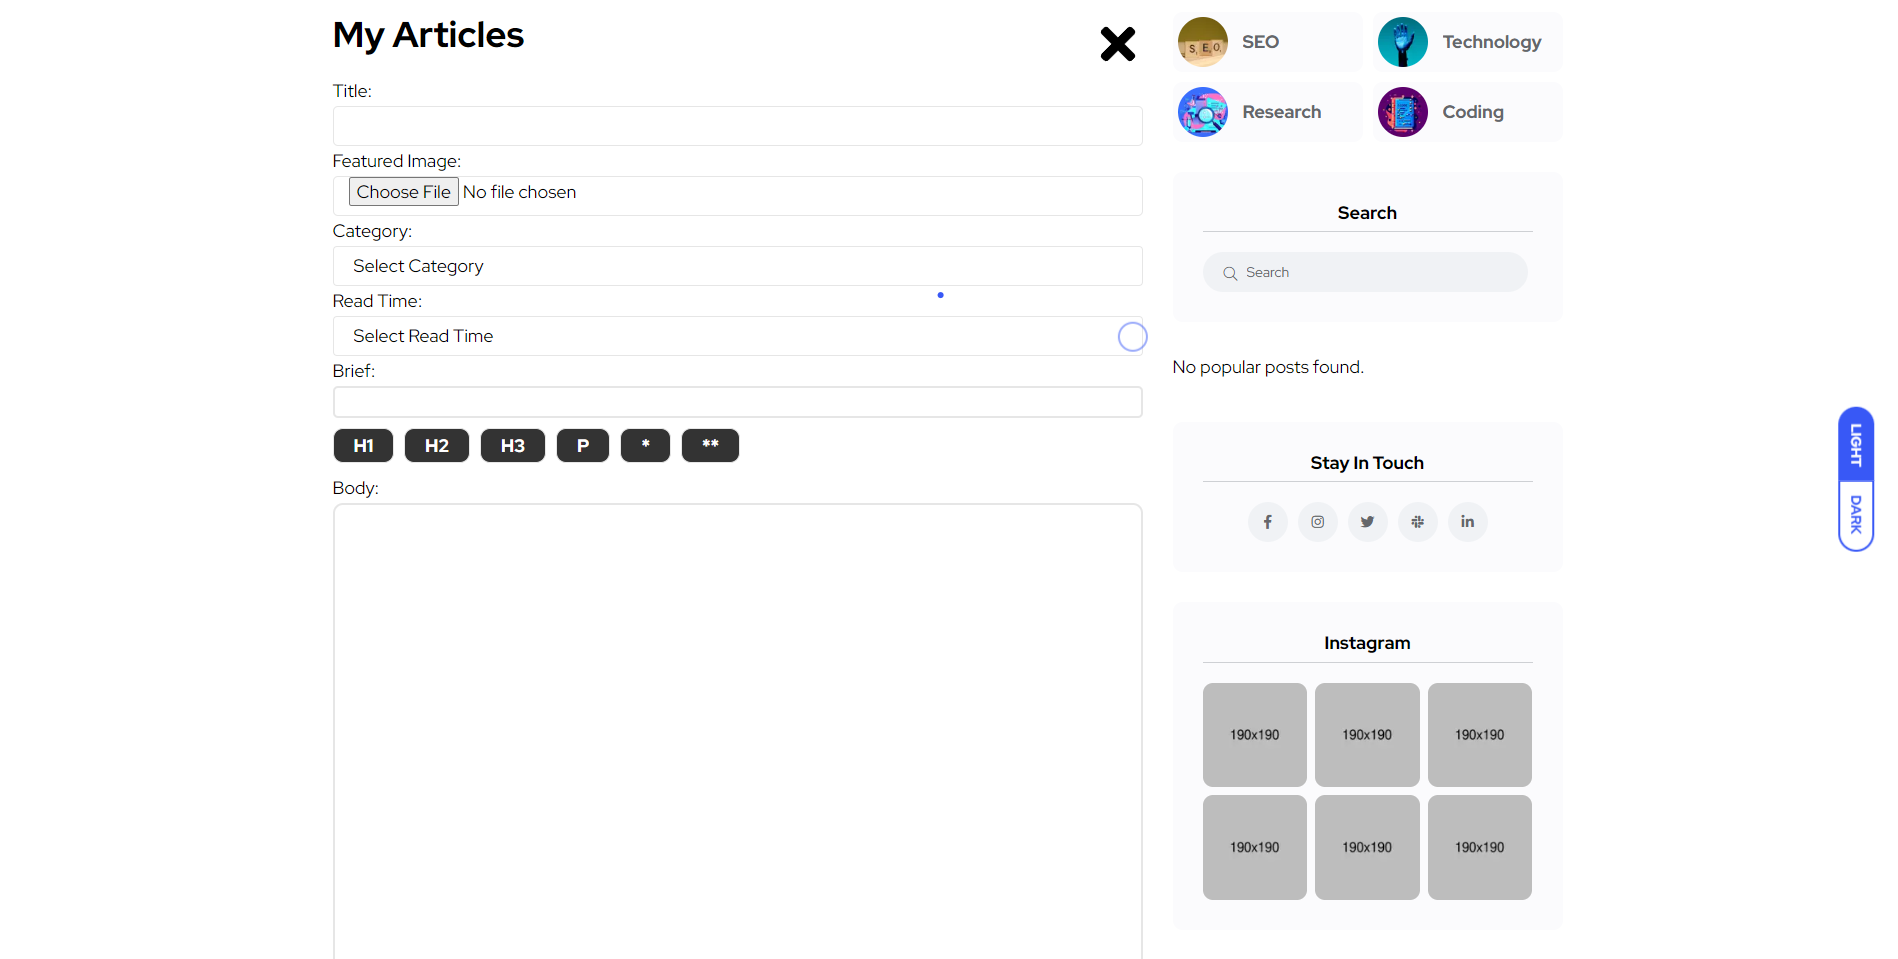 My Articles
Title:
Featured Image:
Choose File No file chosen
Category:
Select Category
Read Time:
Select Read Time
Brief:
H1 H2 H3 P * **
Body:
S E O
SEO
Technology
Research
Coding
Search
Search
No popular posts found.
Stay In Touch
Instagram
190x190 190x190 190x190
190x190 190x190 190x190
LIGHT
DARK